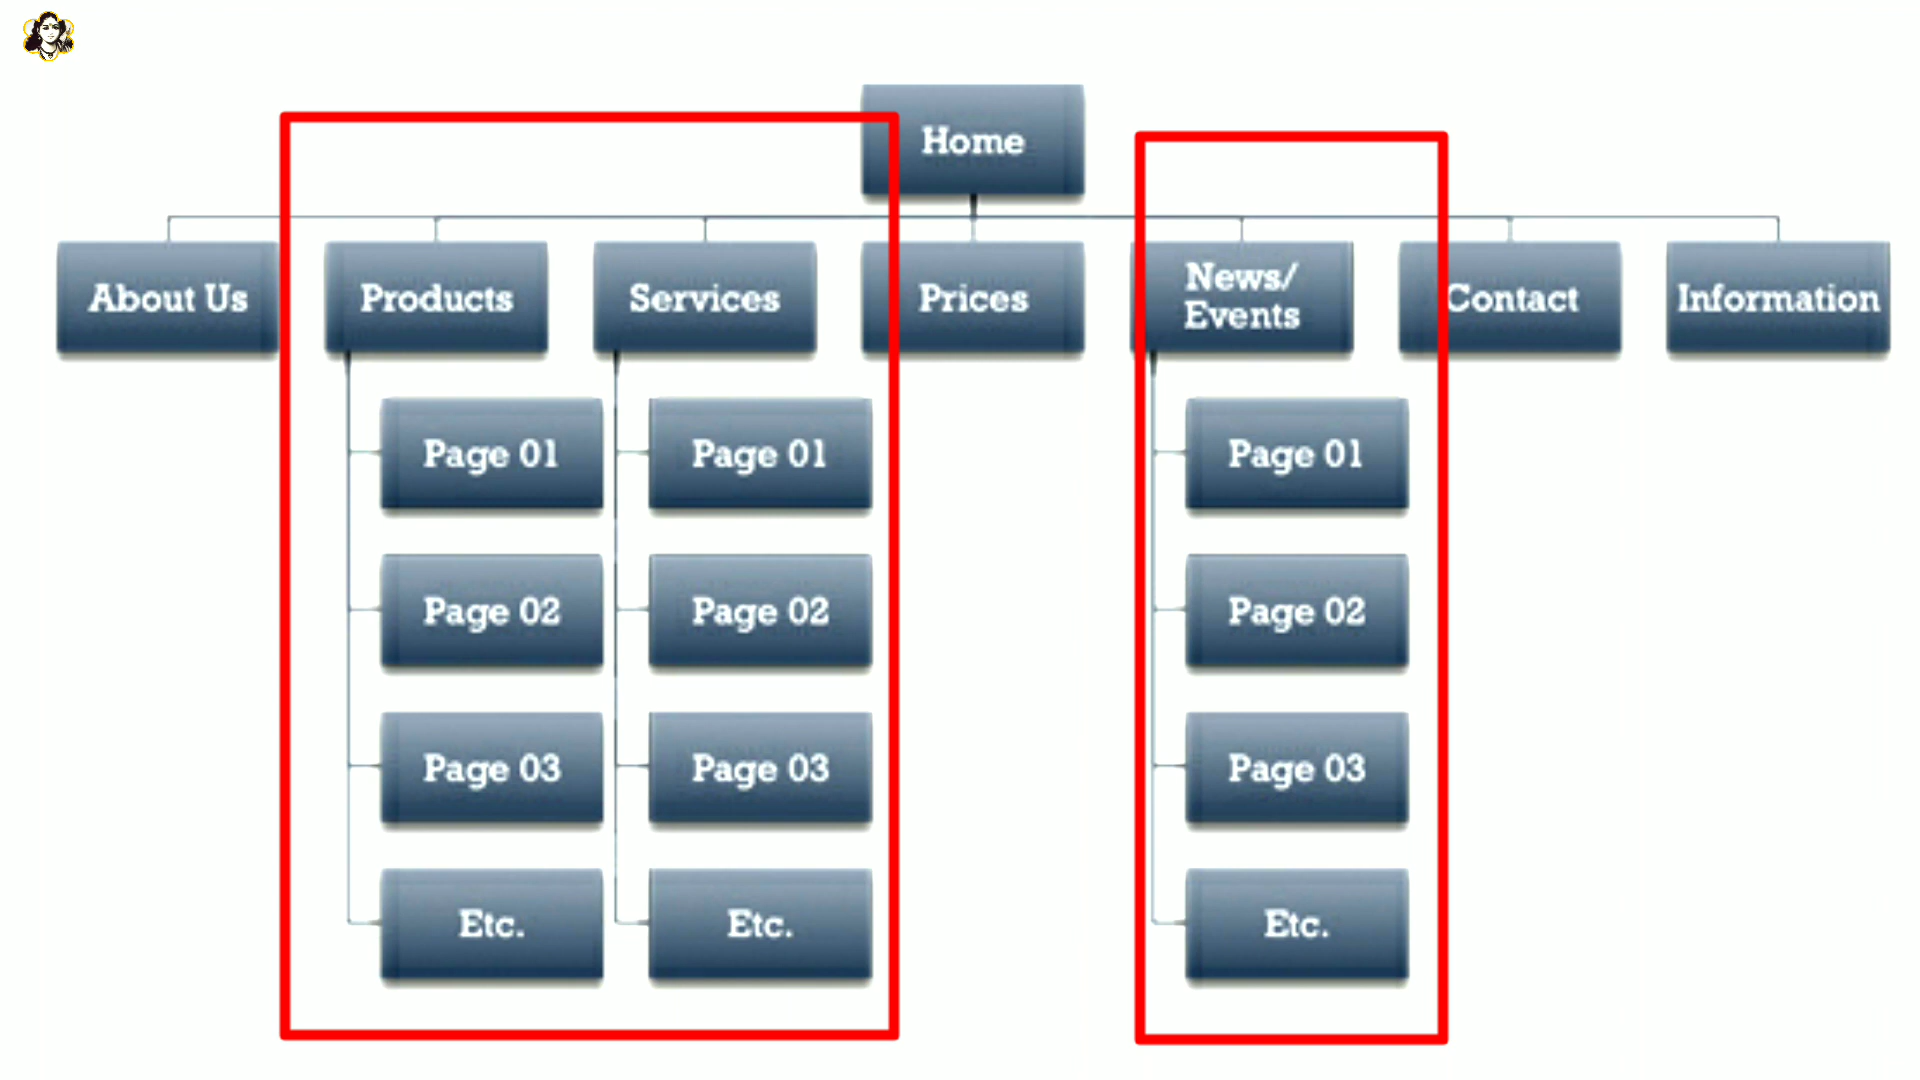 Home
About Us
Products
Services
Prices
News/
Events
Contact
Information
Page 01
Page 01
Page 01
Page 02
Page 02
Page 02
Page 03
Page 03
Page 03
Etc.
Etc.
Etc.